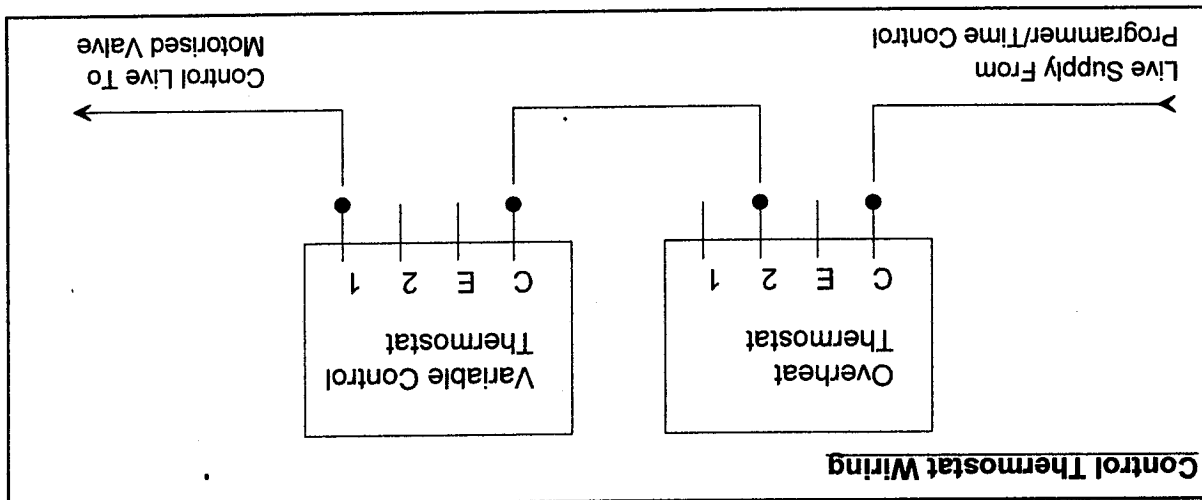 Control Thermostat Wiring
Overheat
Thermostat
C E 2 1
Variable Control
Thermostat
C E 2 1
Live Supply From
Programmer/Time Control
Control Live To
Motorised Valve